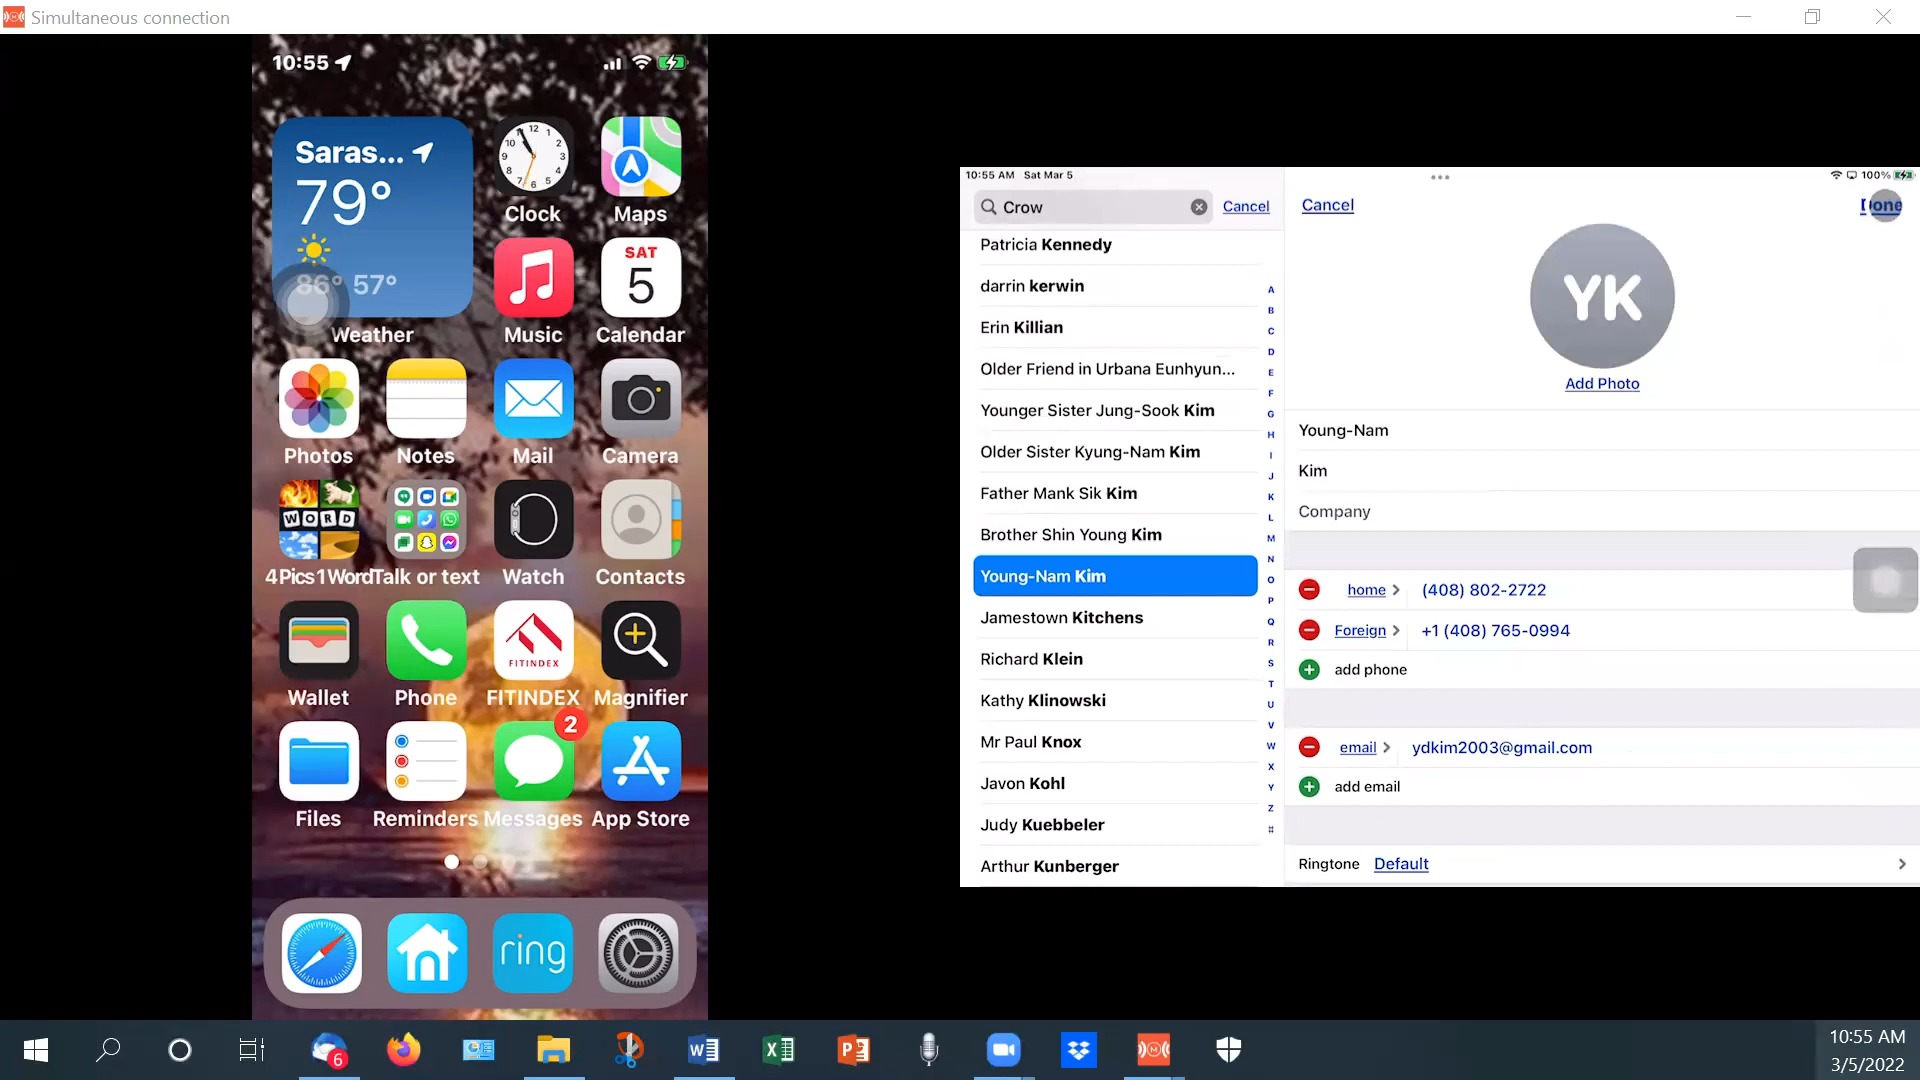 Simultaneous connection
10:55
Saras...
79°
86° 57°
Weather
Clock
Maps
Music
SAT
5
Calendar
Photos
Notes
Mail
Camera
WORD
4Pics1Word
Talk or text
Watch
Contacts
Wallet
Phone
FITINDEX
FITINDEX
Magnifier
2
Files
Reminders
Messages
App Store
ring
10:55 AM Sat Mar 5
100%
Crow
Cancel
Patricia Kennedy
darrin kerwin
Erin Killian
Older Friend in Urbana Eunhyun...
Younger Sister Jung-Sook Kim
Older Sister Kyung-Nam Kim
Father Mank Sik Kim
Brother Shin Young Kim
Young-Nam Kim
Jamestown Kitchens
Richard Klein
Kathy Klinowski
Mr Paul Knox
Javon Kohl
Judy Kuebbeler
Arthur Kunberger
A
B
C
D
E
F
G
H
I
J
K
L
M
N
O
P
Q
R
S
T
U
V
W
X
Y
Z
#
Cancel
Done
YK
Add Photo
Young-Nam
Kim
Company
home (408) 802-2722
Foreign +1 (408) 765-0994
add phone
email ydkim2003@gmail.com
add email
Ringtone Default
6
10:55 AM
3/5/2022